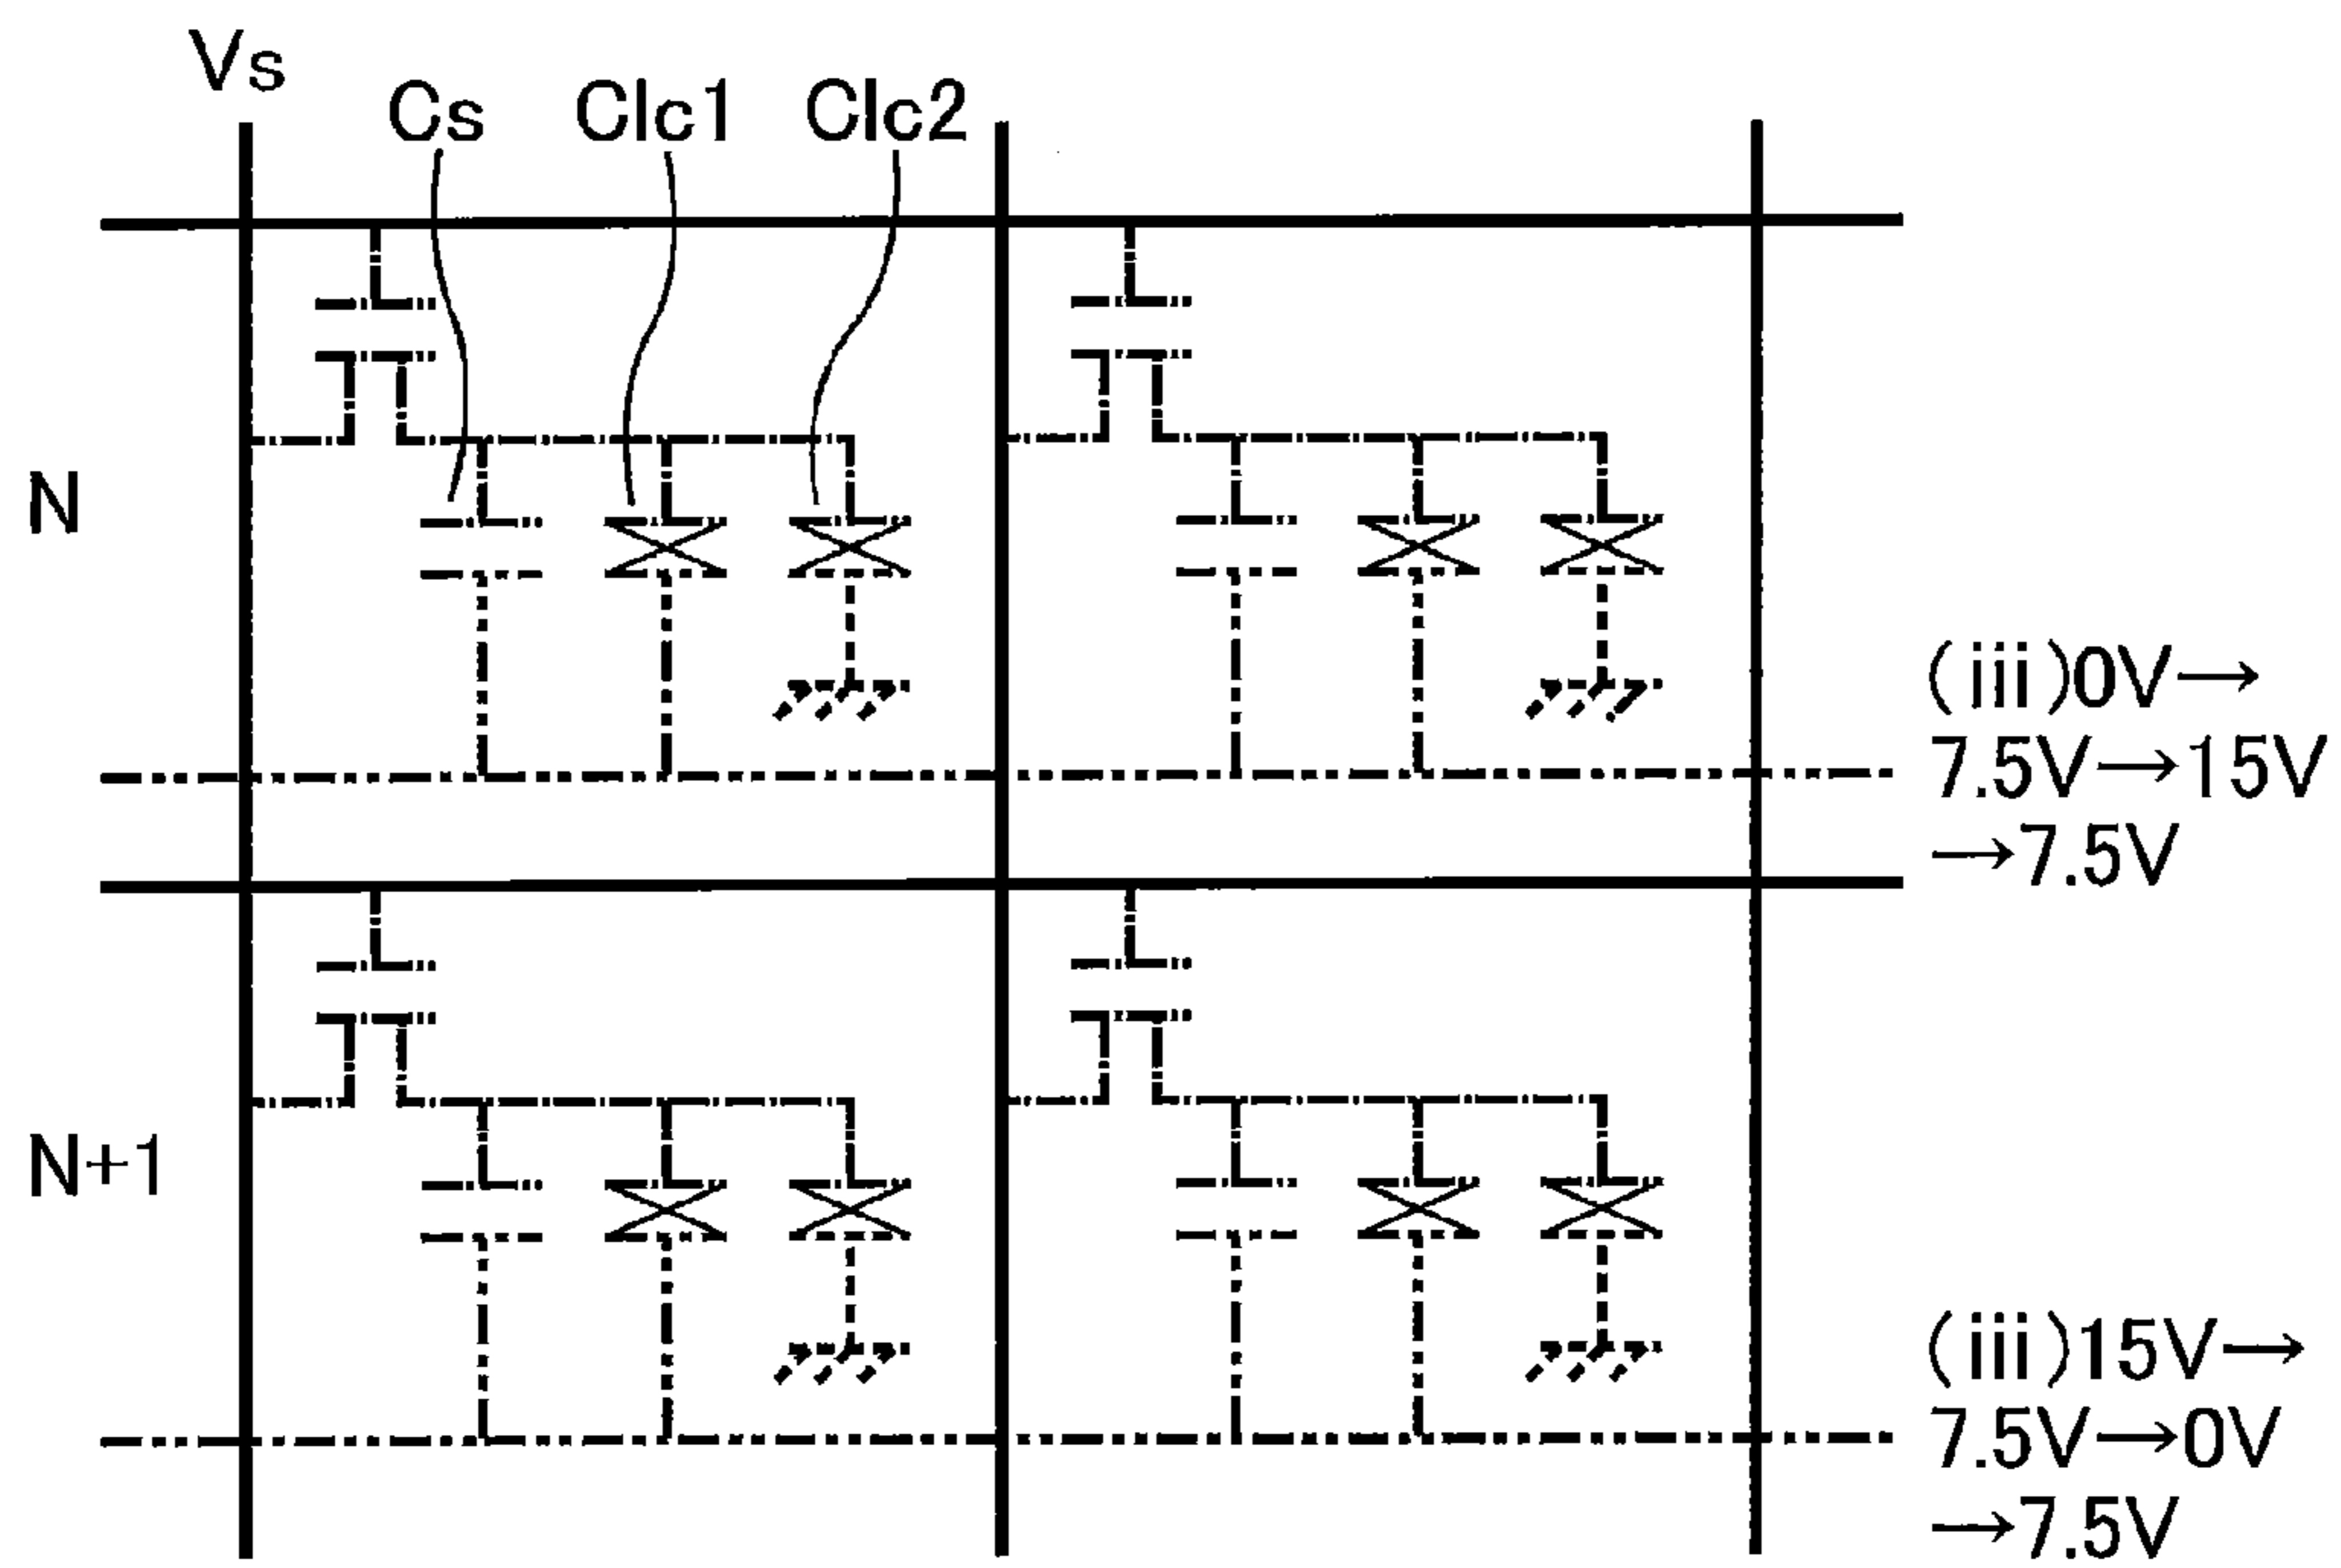 Vs
Cs Clc1 Clc2
N
(iii)0V→
7.5V→15V
→7.5V
N+1
(iii)15V→
7.5V→0V
→7.5V